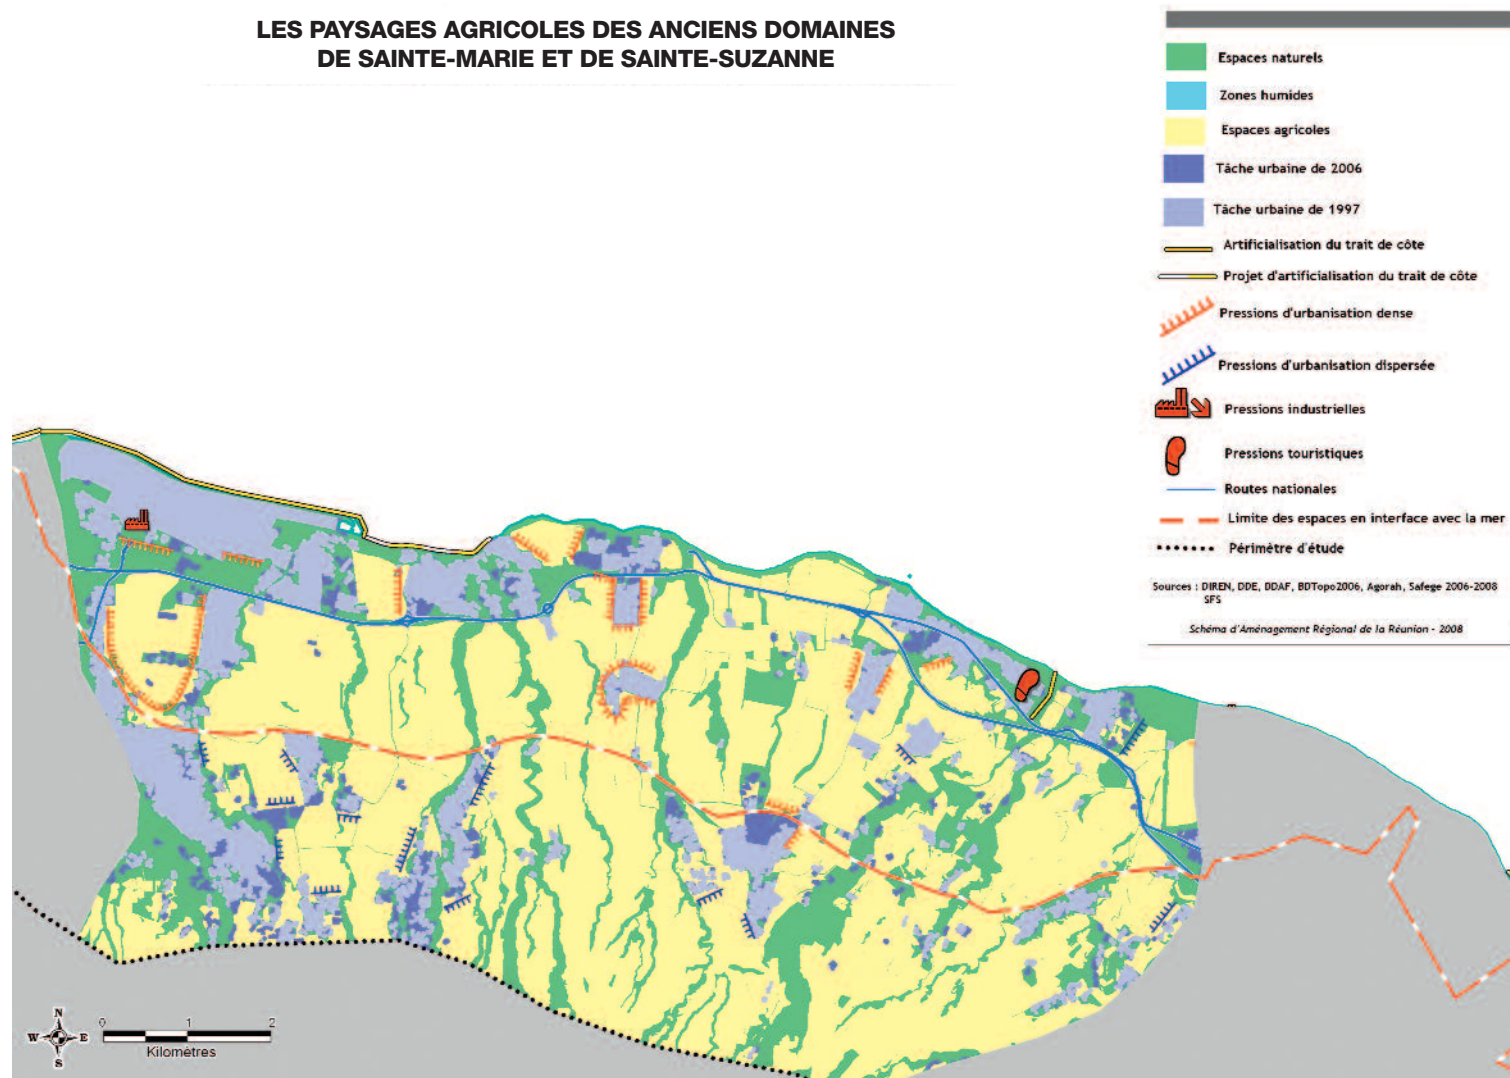 LES PAYSAGES AGRICOLES DES ANCIENS DOMAINES
DE SAINTE-MARIE ET DE SAINTE-SUZANNE
Espaces naturels
Zones humides
Espaces agricoles
Tâche urbaine de 2006
Tâche urbaine de 1997
Artificialisation du trait de côte
Projet d'artificialisation du trait de côte
Pressions d'urbanisation dense
Pressions d'urbanisation dispersée
Pressions industrielles
Pressions touristiques
Routes nationales
Limite des espaces en interface avec la mer
Périmètre d'étude
Sources : DIREN, DDE, DDAF, BDTopo2006, Agorah, Safege 2006-2008
SFS
Schéma d'Aménagement Régional de la Réunion - 2008
N
W E
S
0 1 2
Kilomètres